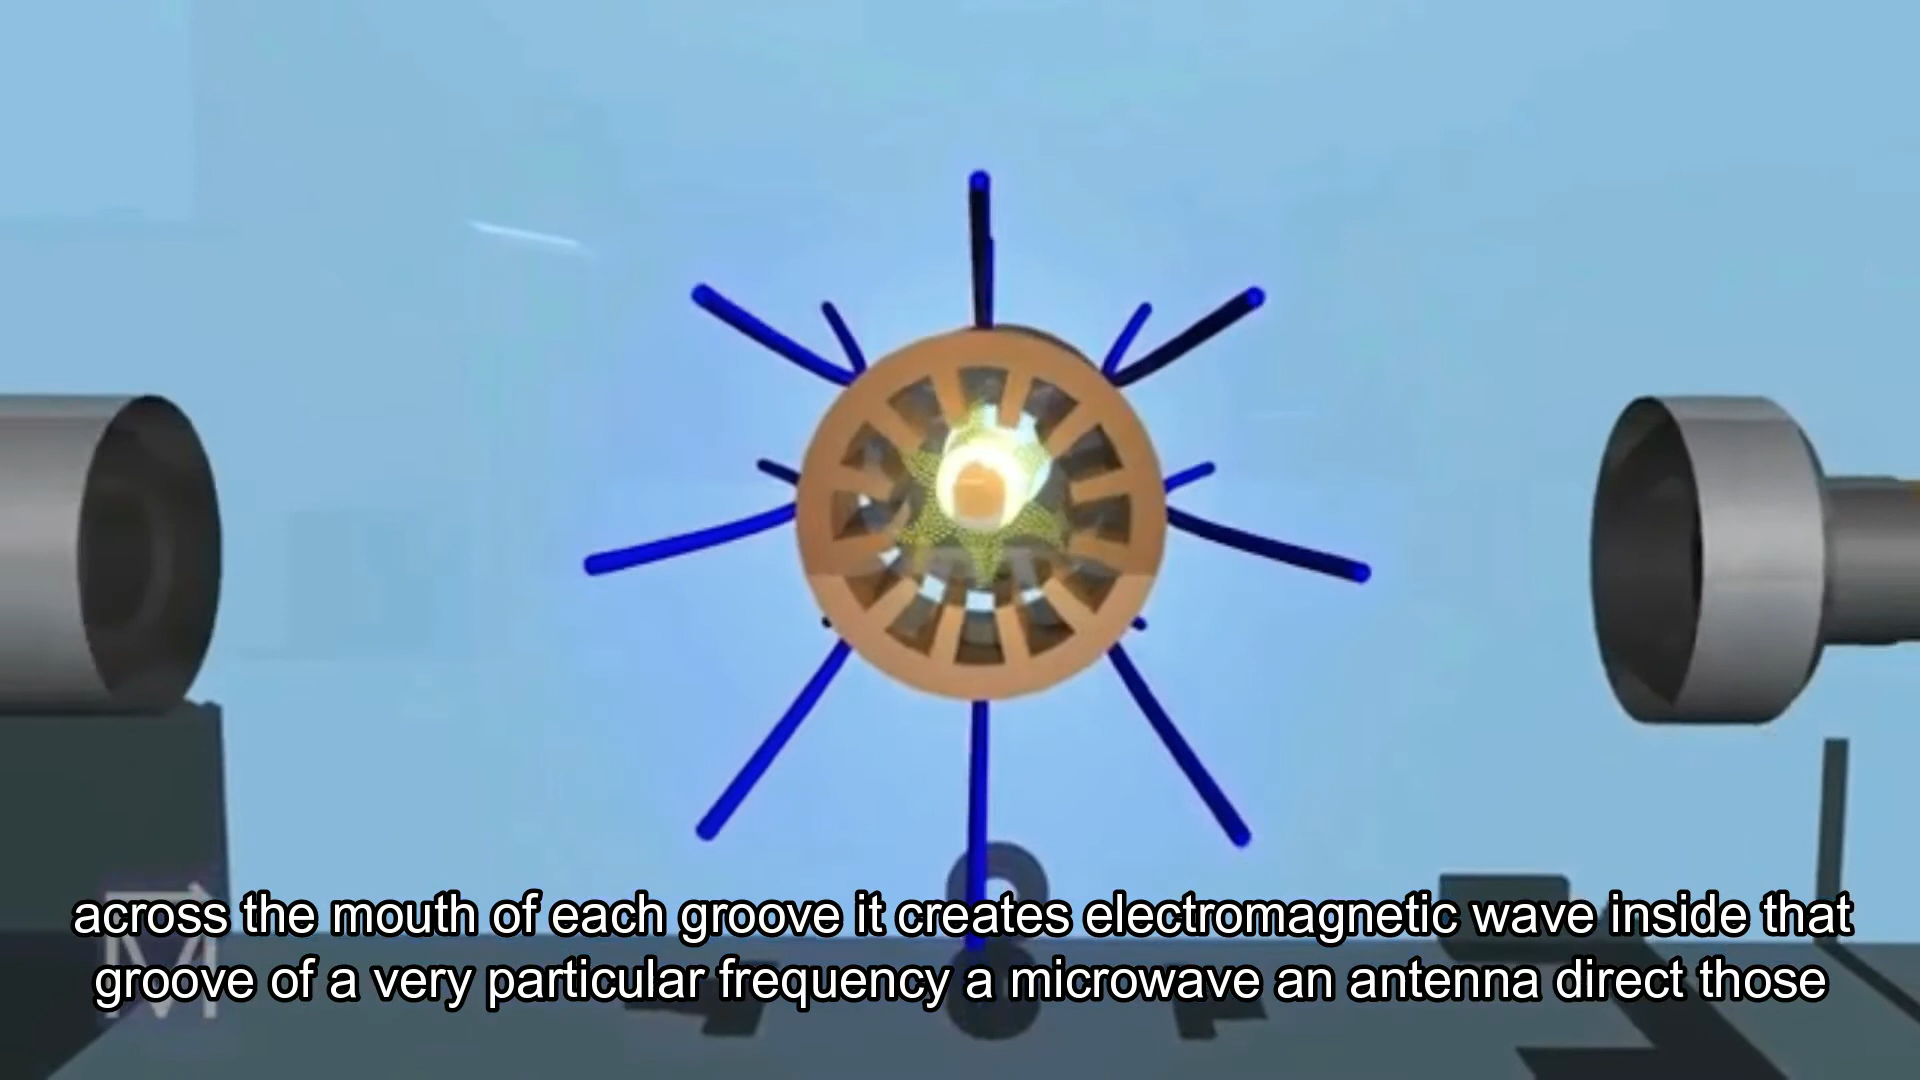 across the mouth of each groove it creates electromagnetic wave inside that
groove of a very particular frequency a microwave an antenna direct those